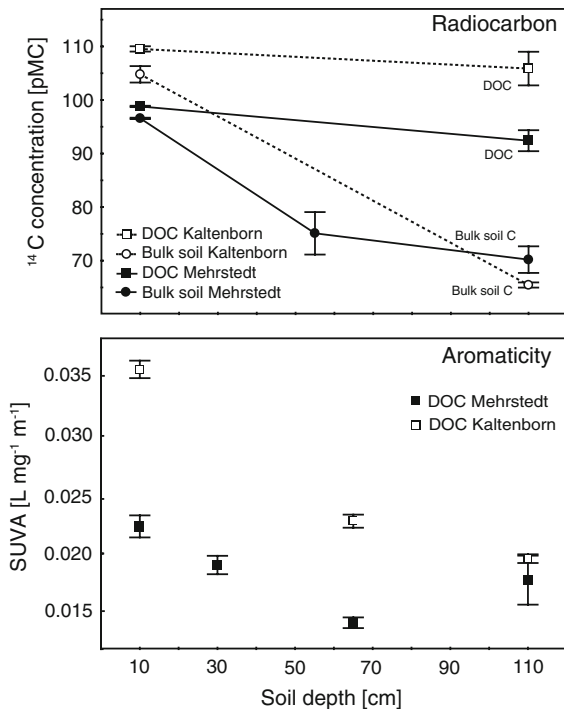 Radiocarbon
¹⁴C concentration [pMC]
110
100
90
80
70
DOC
DOC
Bulk soil C
Bulk soil C
DOC Kaltenborn
Bulk soil Kaltenborn
DOC Mehrstedt
Bulk soil Mehrstedt
Aromaticity
SUVA [L mg⁻¹ m⁻¹]
0.035
0.030
0.025
0.020
0.015
DOC Mehrstedt
DOC Kaltenborn
10 30 50 70 90 110
Soil depth [cm]